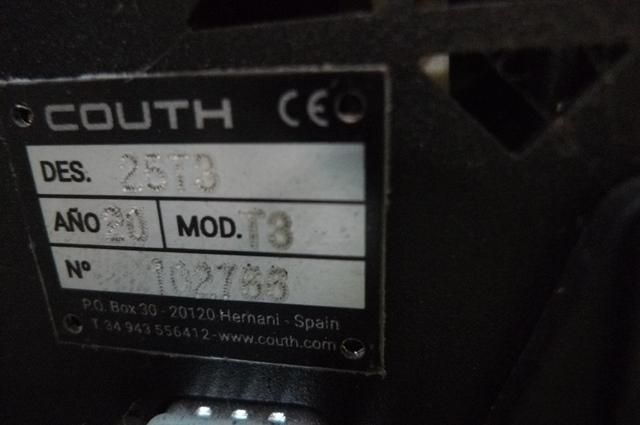 COUTH CE
DES. 25T3
AÑO 20 MOD. T3
Nº 102788
P.O. Box 30 - 20120 Hernani - Spain
T.34 943 556412-www.couth.com